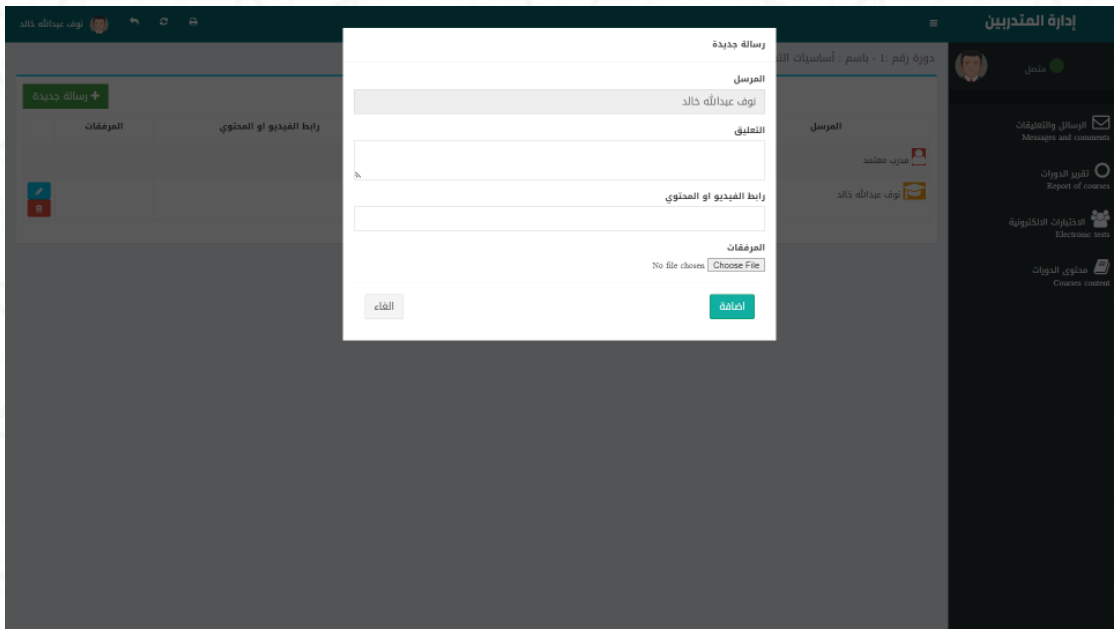 إدارة المتدربين
نوف عبدالله خالد
متصل
الرسائل والتعليقات
Messages and comments
تقرير الدورات
Report of courses
الاختبارات الالكترونية
Electronic tests
محتوى الدورات
Courses content
دورة رقم :1 - باسم : أساسيات
رسالة جديدة
المرسل
رابط الفيديو او المحتوي
المرفقات
مدرب معتمد
نوف عبدالله خالد
رسالة جديدة
المرسل
نوف عبدالله خالد
التعليق
رابط الفيديو او المحتوي
المرفقات
Choose File No file chosen
اضافة
الغاء